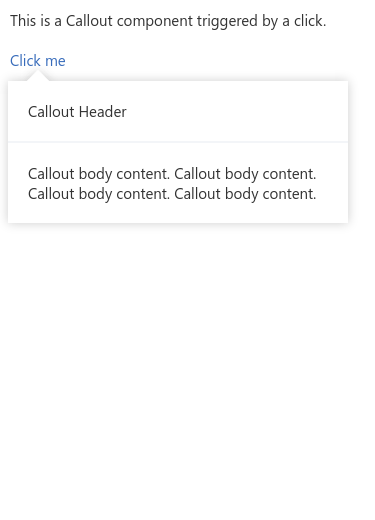 This is a Callout component triggered by a click.
Click me
Callout Header
Callout body content. Callout body content.
Callout body content. Callout body content.